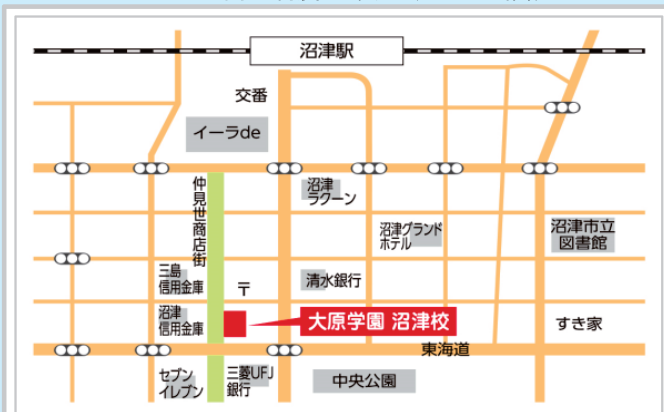 沼津駅
交番
イーラde
仲見世商店街
沼津
ラクーン
沼津グランド
ホテル
沼津市立
図書館
三島
信用金庫
〒
清水銀行
沼津
信用金庫
大原学園 沼津校
すき家
東海道
セブン
イレブン
三菱UFJ
銀行
中央公園